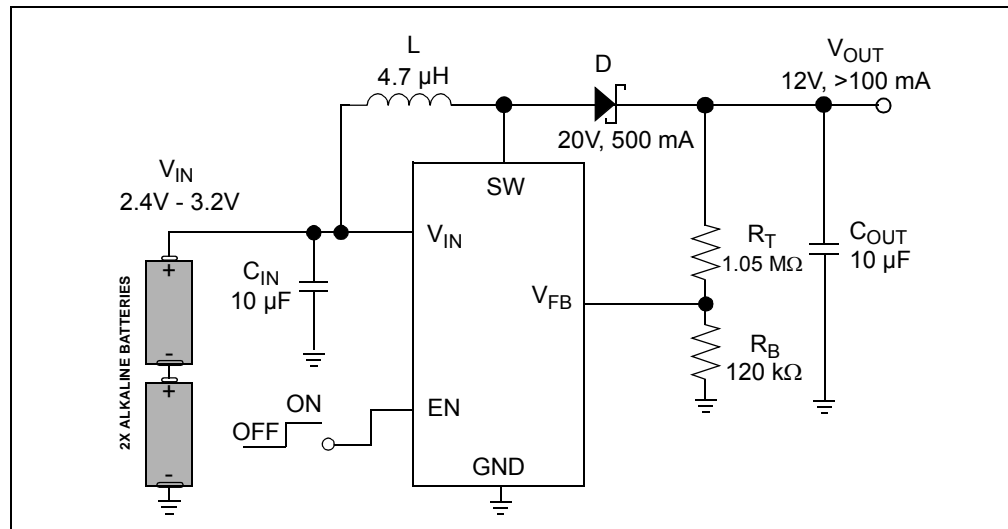 L
4.7 µH
D
20V, 500 mA
V_OUT
12V, >100 mA
V_IN
2.4V - 3.2V
SW
V_IN
C_IN
10 µF
R_T
1.05 MΩ
C_OUT
10 µF
V_FB
R_B
120 kΩ
2X ALKALINE BATTERIES
+
-
+
-
ON
OFF
EN
GND